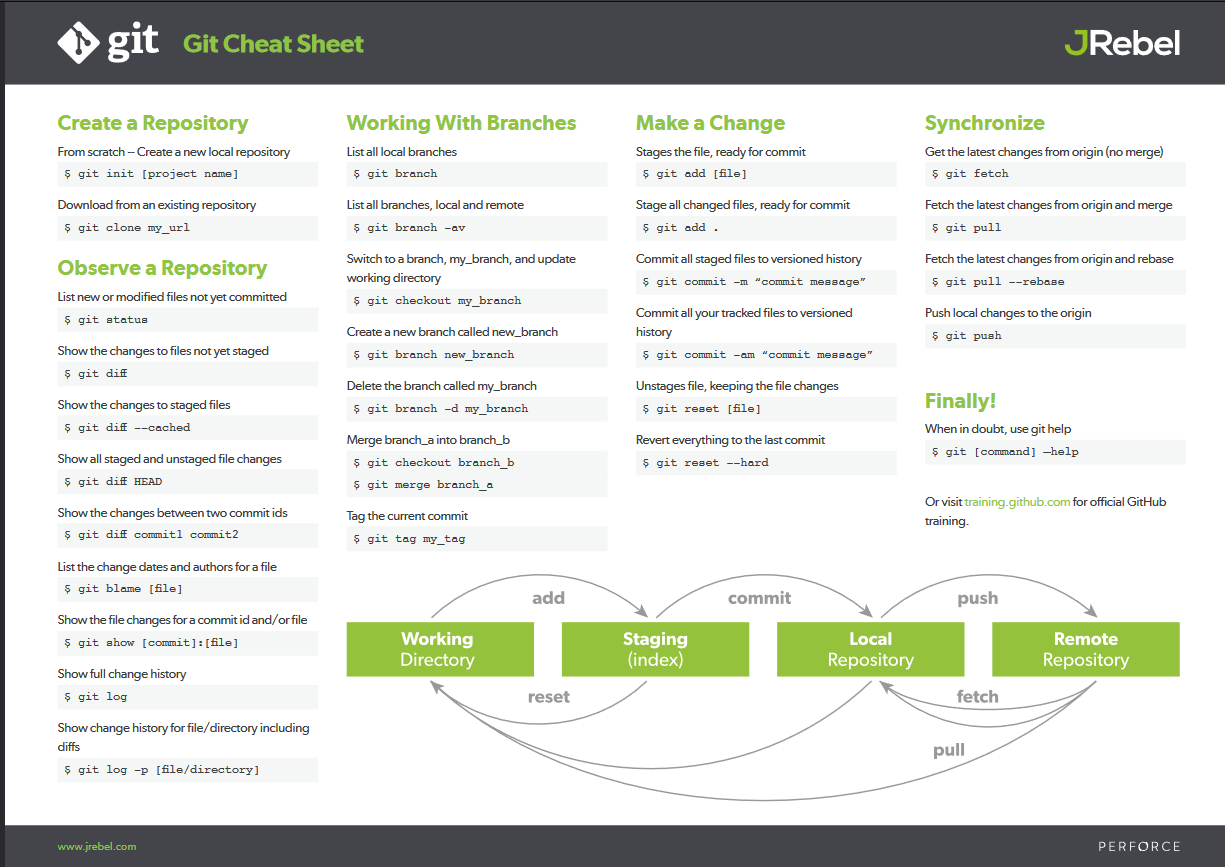 git Git Cheat Sheet
JRebel
Create a Repository
From scratch -- Create a new local repository
$ git init [project name]
Download from an existing repository
$ git clone my_url
Observe a Repository
List new or modified files not yet committed
$ git status
Show the changes to files not yet staged
$ git diff
Show the changes to staged files
$ git diff --cached
Show all staged and unstaged file changes
$ git diff HEAD
Show the changes between two commit ids
$ git diff commit1 commit2
List the change dates and authors for a file
$ git blame [file]
Show the file changes for a commit id and/or file
$ git show [commit]:[file]
Show full change history
$ git log
Show change history for file/directory including
diffs
$ git log -p [file/directory]
Working With Branches
List all local branches
$ git branch
List all branches, local and remote
$ git branch -av
Switch to a branch, my_branch, and update
working directory
$ git checkout my_branch
Create a new branch called new_branch
$ git branch new_branch
Delete the branch called my_branch
$ git branch -d my_branch
Merge branch_a into branch_b
$ git checkout branch_b
$ git merge branch_a
Tag the current commit
$ git tag my_tag
Make a Change
Stages the file, ready for commit
$ git add [file]
Stage all changed files, ready for commit
$ git add .
Commit all staged files to versioned history
$ git commit -m “commit message”
Commit all your tracked files to versioned
history
$ git commit -am “commit message”
Unstages file, keeping the file changes
$ git reset [file]
Revert everything to the last commit
$ git reset --hard
Synchronize
Get the latest changes from origin (no merge)
$ git fetch
Fetch the latest changes from origin and merge
$ git pull
Fetch the latest changes from origin and rebase
$ git pull --rebase
Push local changes to the origin
$ git push
Finally!
When in doubt, use git help
$ git [command] —help
Or visit training.github.com for official GitHub
training.
add
commit
push
Working
Directory
Staging
(index)
Local
Repository
Remote
Repository
reset
fetch
pull
www.jrebel.com
PERFORCE